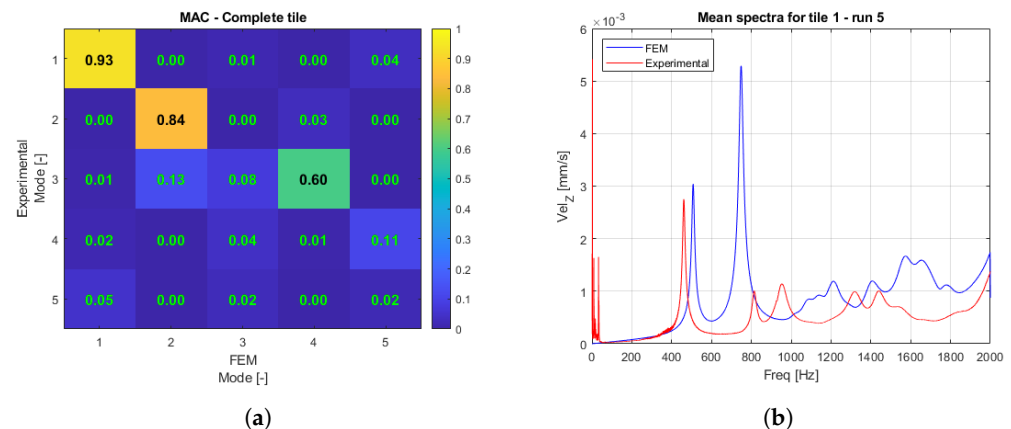 MAC - Complete tile
1 0.93 0.00 0.01 0.00 0.04
2 0.00 0.84 0.00 0.03 0.00
3 0.01 0.13 0.08 0.60 0.00
4 0.02 0.00 0.04 0.01 0.11
5 0.05 0.00 0.02 0.00 0.02
1 2 3 4 5
Experimental
Mode [-]
FEM
Mode [-]
1
0.9
0.8
0.7
0.6
0.5
0.4
0.3
0.2
0.1
0
(a)
Mean spectra for tile 1 - run 5
×10⁻³
FEM
Experimental
6
5
4
3
2
1
0
Vel_Z [mm/s]
0 200 400 600 800 1000 1200 1400 1600 1800 2000
Freq [Hz]
(b)